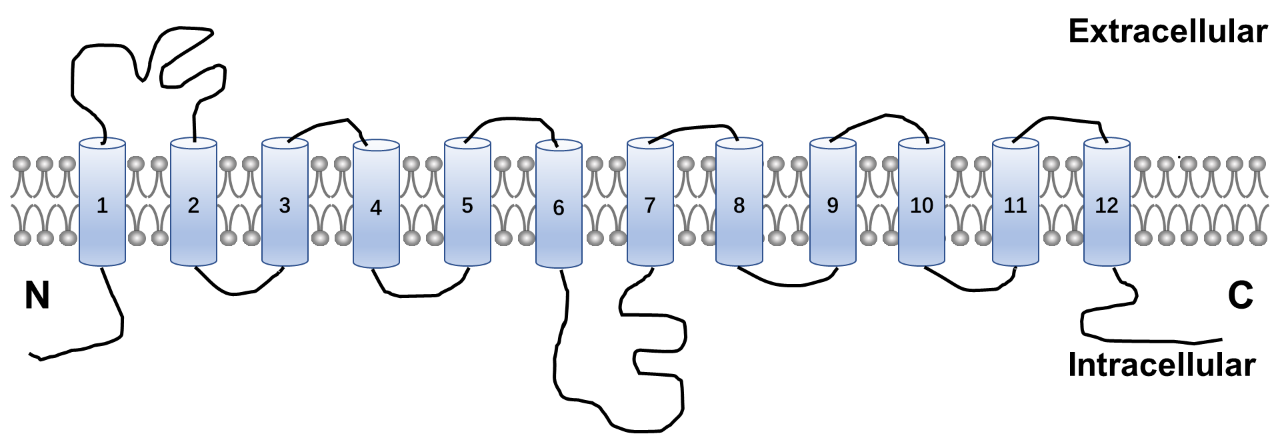 Extracellular
1 2 3 4 5 6 7 8 9 10 11 12
N C
Intracellular